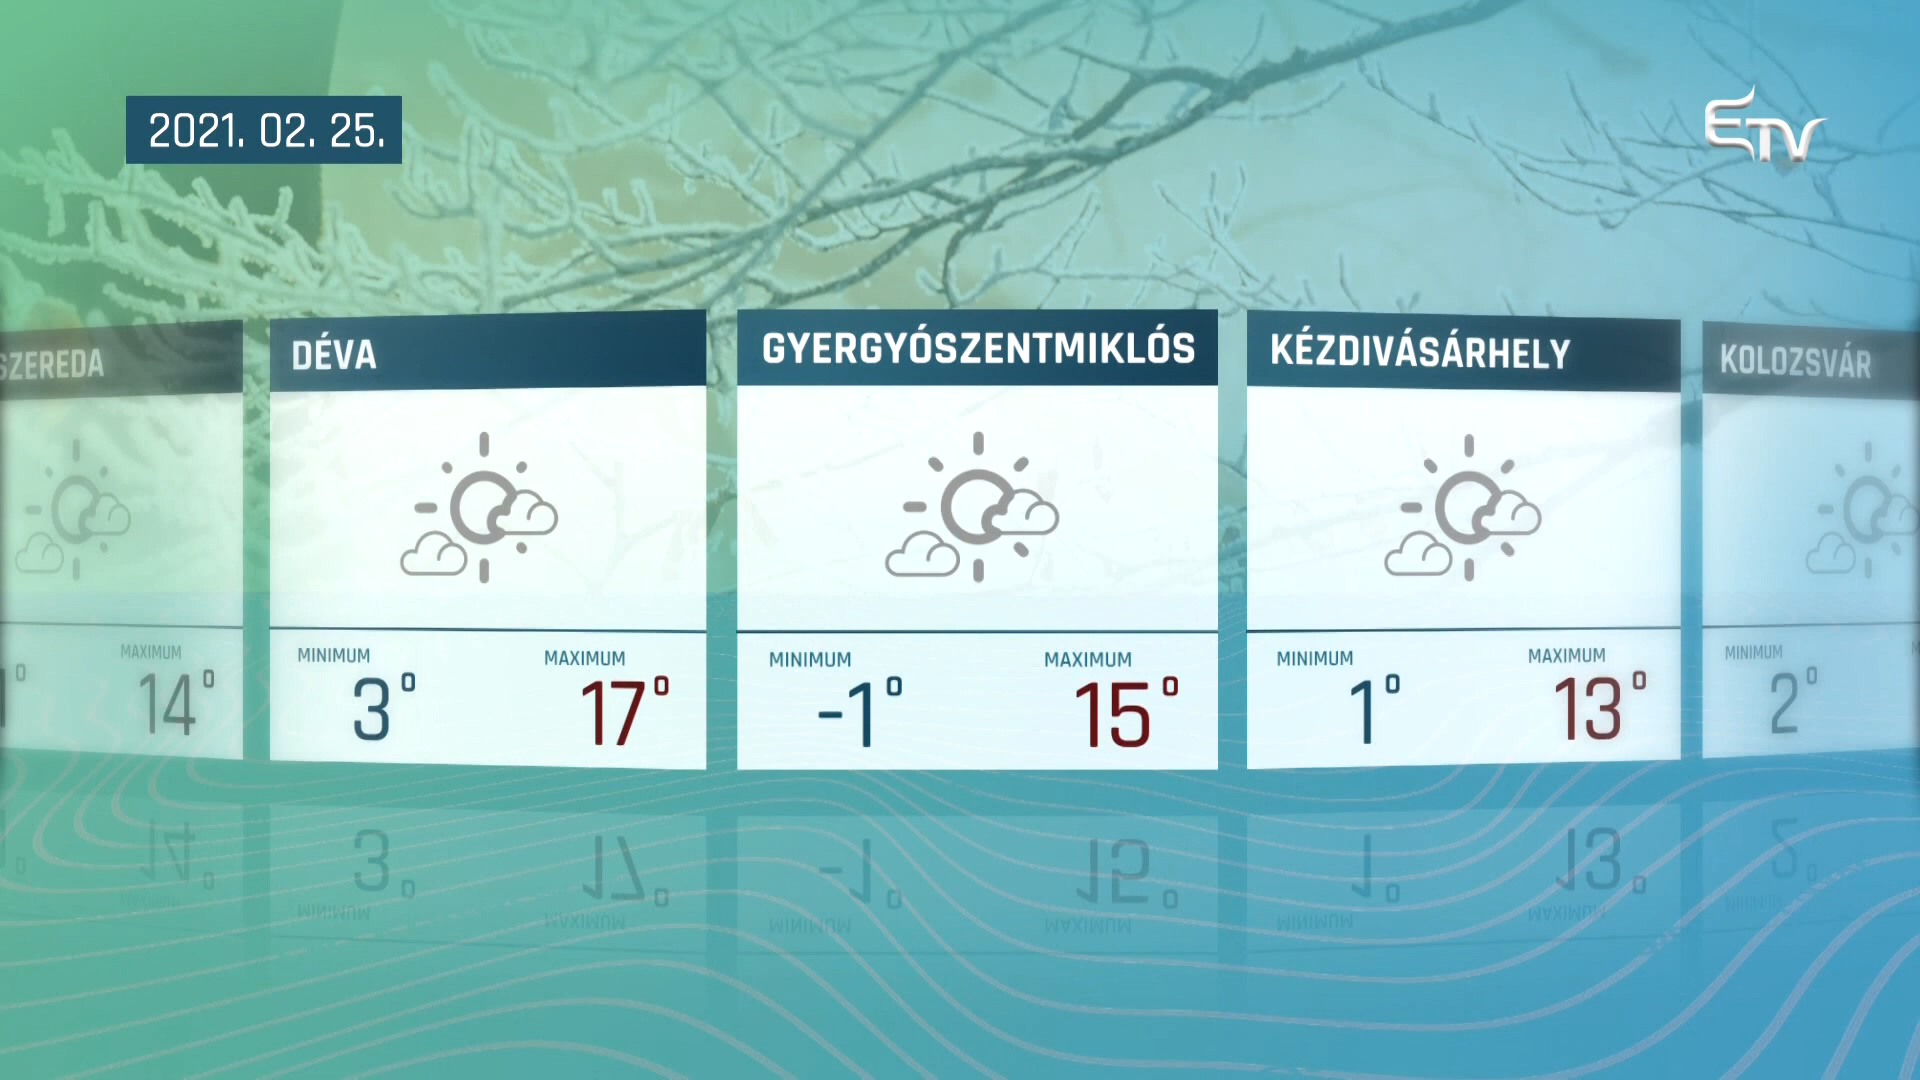 2021. 02. 25.
ETV
SZEREDA
MAXIMUM
14°
DÉVA
MINIMUM
MAXIMUM
3°
17°
GYERGYÓSZENTMIKLÓS
MINIMUM
MAXIMUM
-1°
15°
KÉZDIVÁSÁRHELY
MINIMUM
MAXIMUM
1°
13°
KOLOZSVÁR
MINIMUM
2°